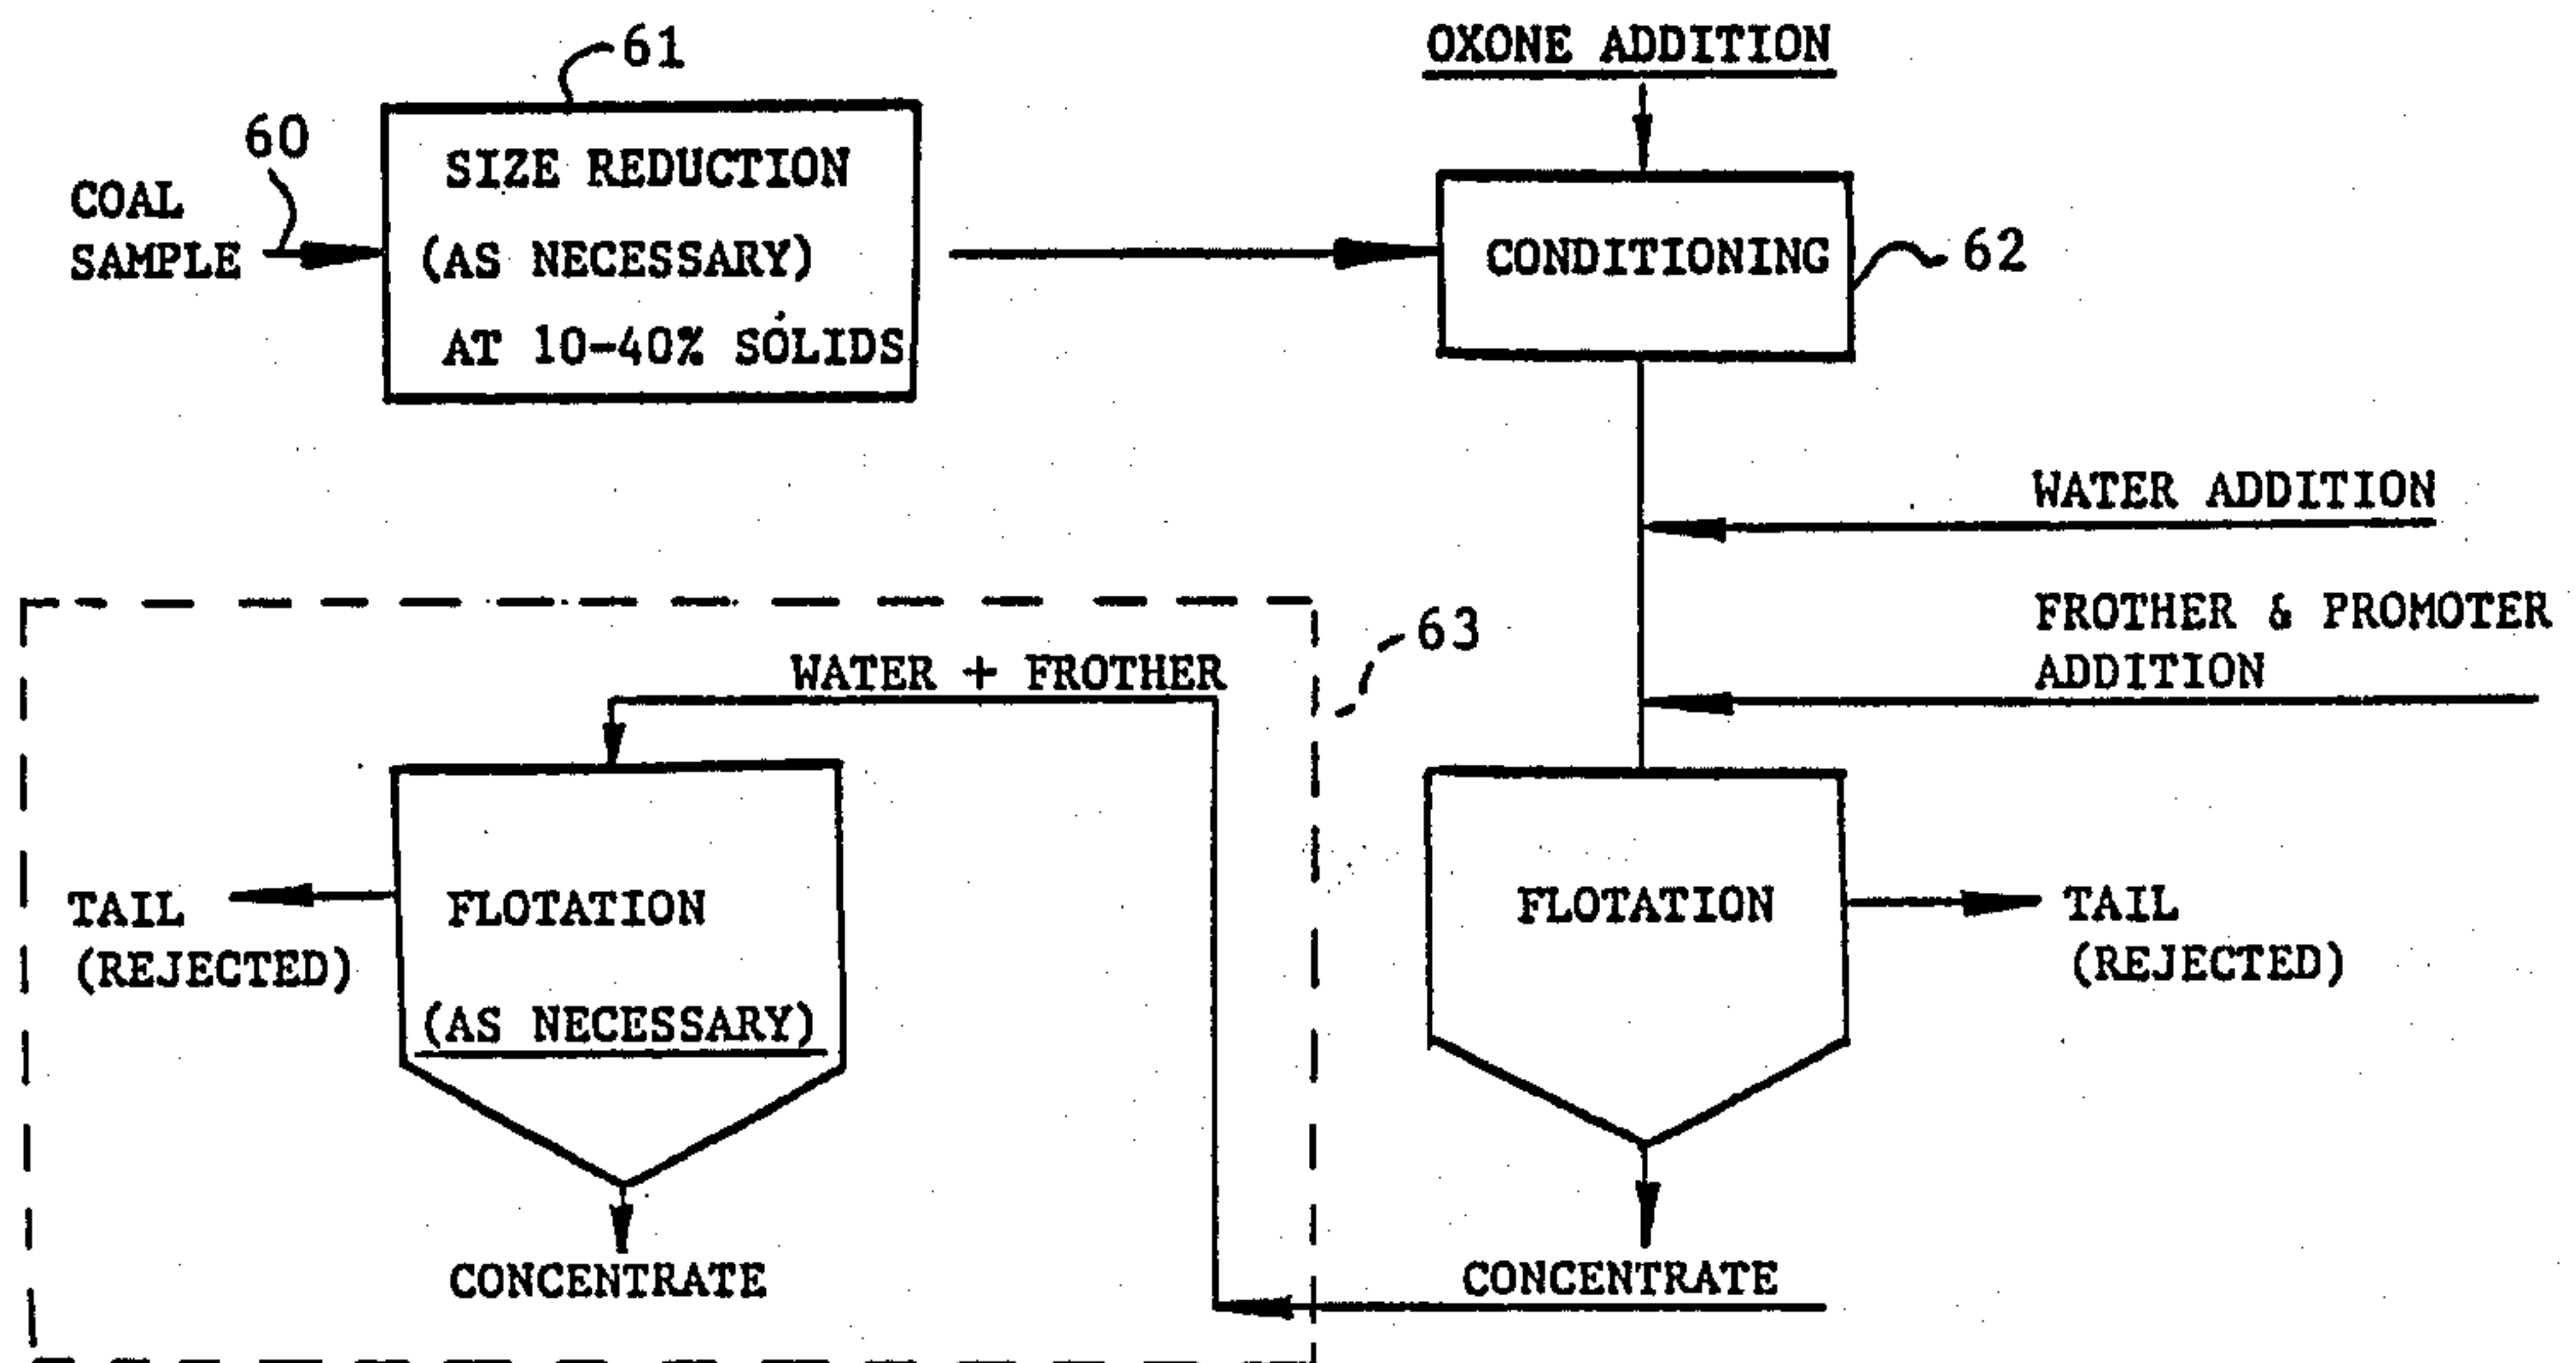 61
OXONE ADDITION
60
COAL
SAMPLE
SIZE REDUCTION
(AS NECESSARY)
AT 10-40% SOLIDS
CONDITIONING
62
WATER ADDITION
FROTHER & PROMOTER
ADDITION
63
WATER + FROTHER
TAIL
(REJECTED)
FLOTATION
(AS NECESSARY)
CONCENTRATE
FLOTATION
TAIL
(REJECTED)
CONCENTRATE